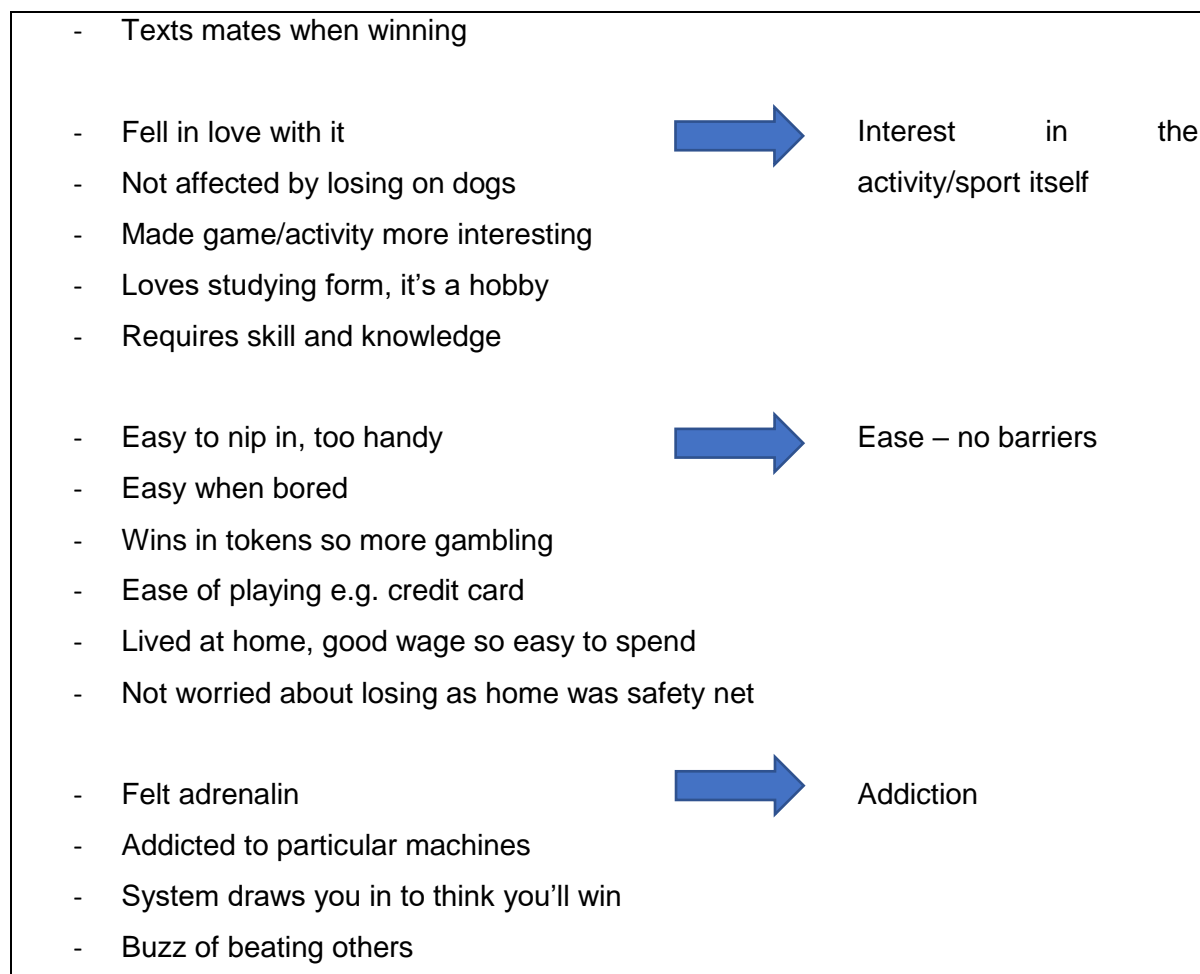 - Texts mates when winning
- Fell in love with it
Interest in the
- Not affected by losing on dogs
activity/sport itself
- Made game/activity more interesting
- Loves studying form, it’s a hobby
- Requires skill and knowledge
- Easy to nip in, too handy
Ease – no barriers
- Easy when bored
- Wins in tokens so more gambling
- Ease of playing e.g. credit card
- Lived at home, good wage so easy to spend
- Not worried about losing as home was safety net
- Felt adrenalin
Addiction
- Addicted to particular machines
- System draws you in to think you’ll win
- Buzz of beating others